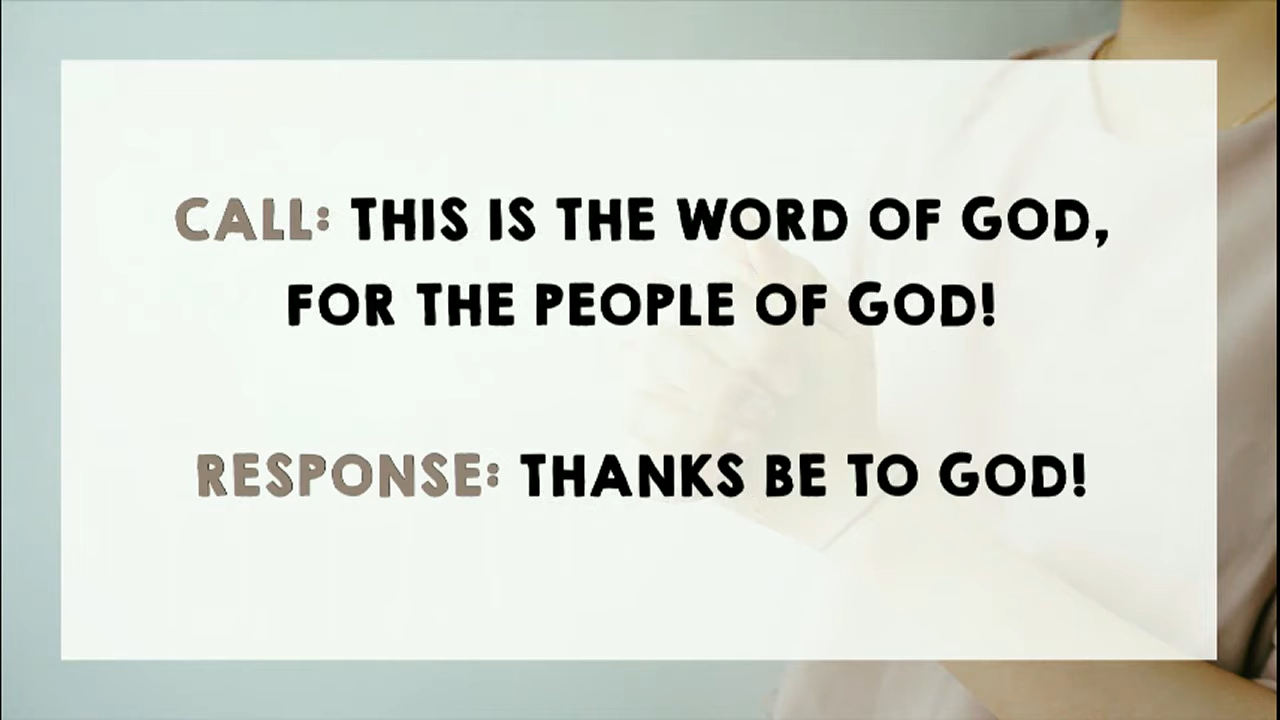 CALL: THIS IS THE WORD OF GOD,
FOR THE PEOPLE OF GOD!
RESPONSE: THANKS BE TO GOD!